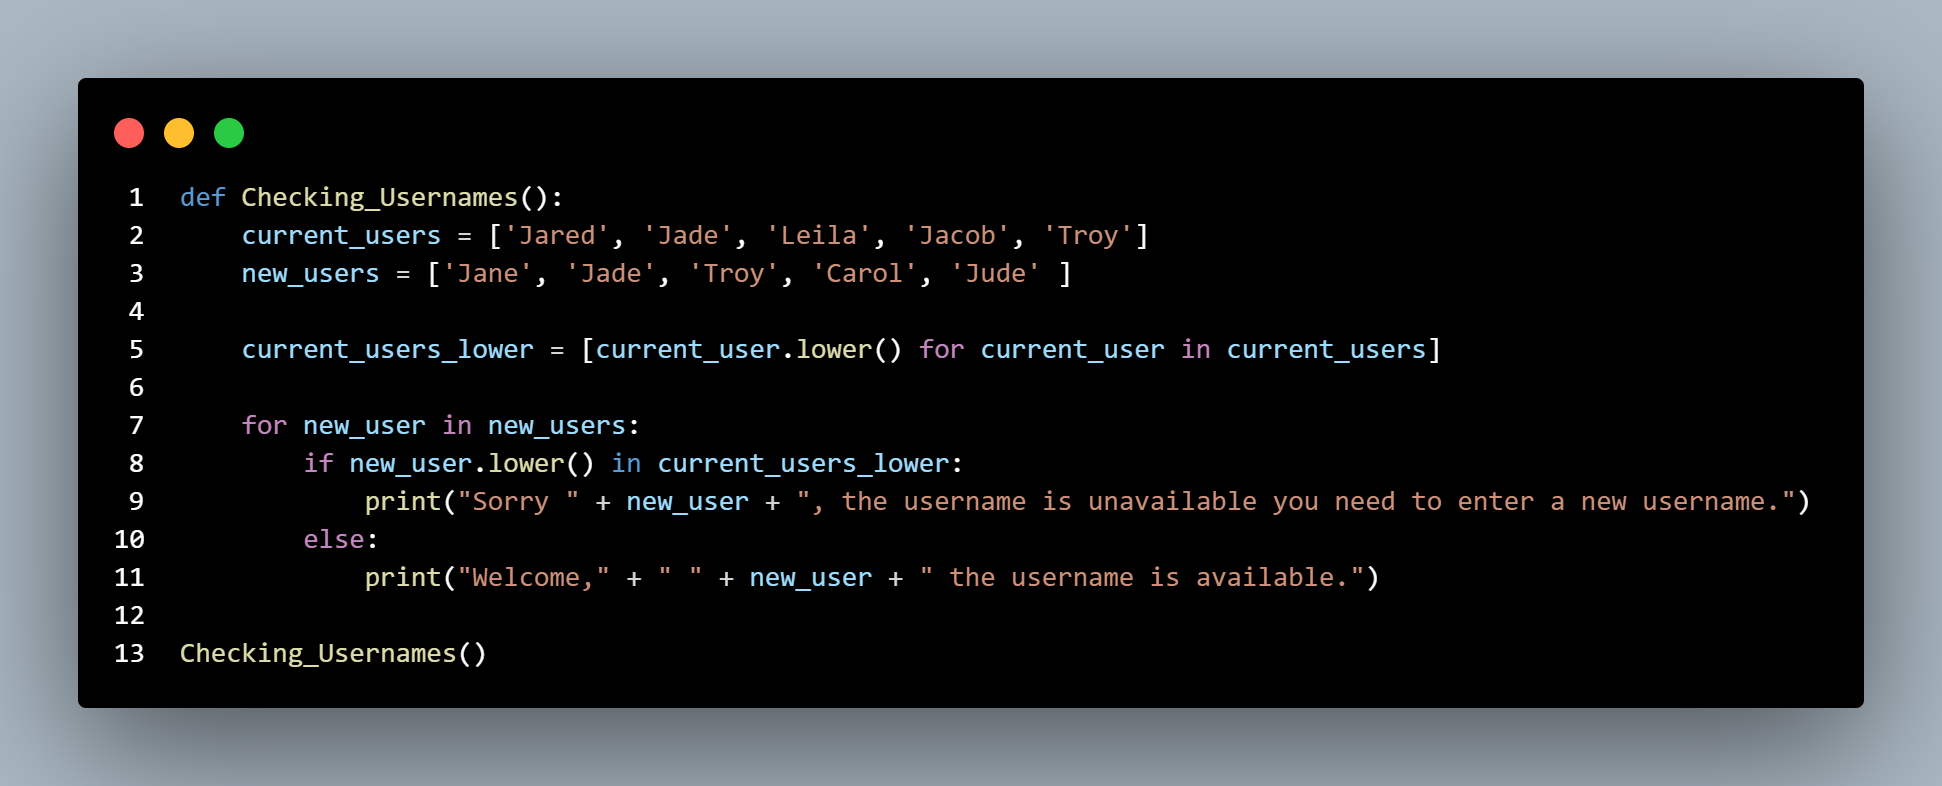 1 def Checking_Usernames():
2     current_users = ['Jared', 'Jade', 'Leila', 'Jacob', 'Troy']
3     new_users = ['Jane', 'Jade', 'Troy', 'Carol', 'Jude' ]
4
5     current_users_lower = [current_user.lower() for current_user in current_users]
6
7     for new_user in new_users:
8         if new_user.lower() in current_users_lower:
9             print("Sorry " + new_user + ", the username is unavailable you need to enter a new username.")
10         else:
11             print("Welcome," + " " + new_user + " the username is available.")
12
13 Checking_Usernames()